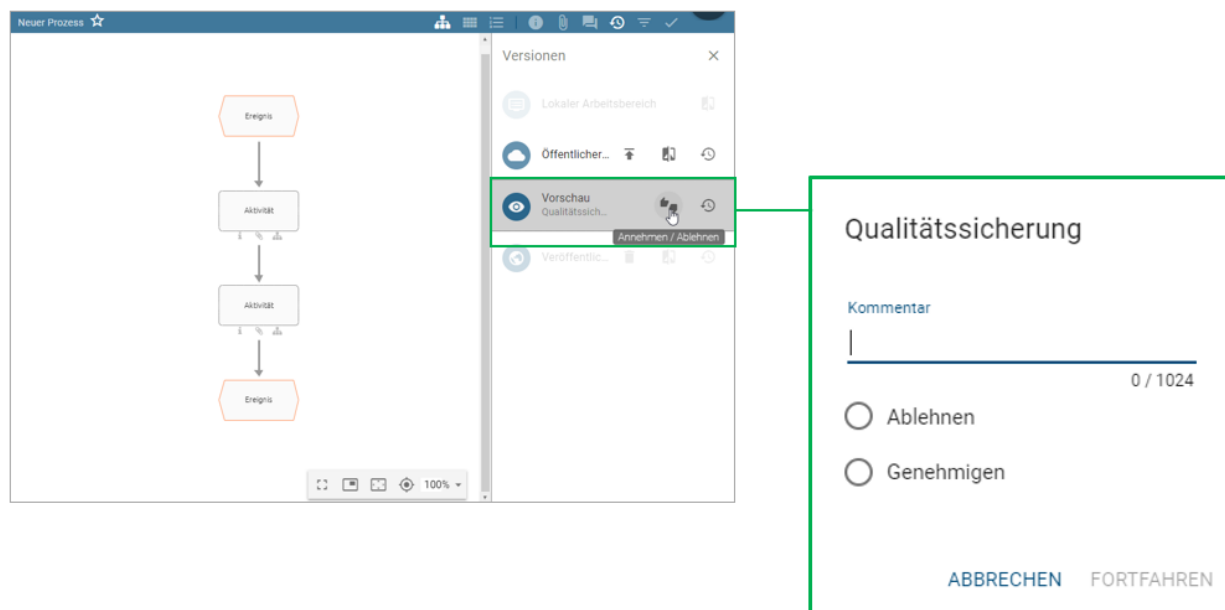 Neuer Prozess
Versionen
Lokaler Arbeitsbereich
Öffentlicher...
Vorschau
Qualitätssich...
Annehmen / Ablehnen
Veröffentlic...
Ereignis
Aktivität
Aktivität
Ereignis
100%
Qualitätssicherung
Kommentar
0 / 1024
Ablehnen
Genehmigen
ABBRECHEN FORTFAHREN